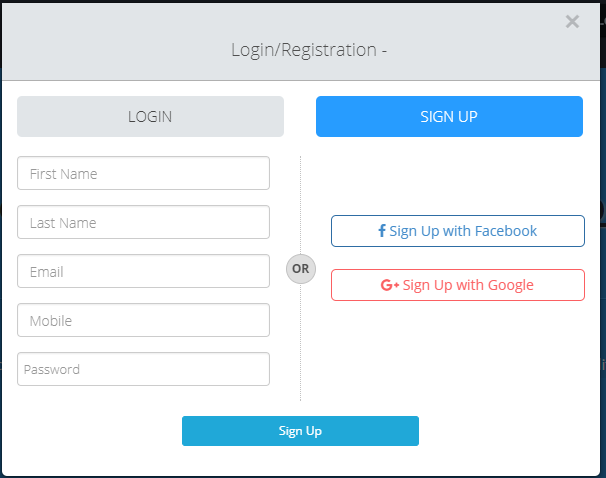 Login/Registration -
LOGIN
SIGN UP
First Name
Last Name
Email
Mobile
Password
OR
Sign Up with Facebook
G+ Sign Up with Google
Sign Up